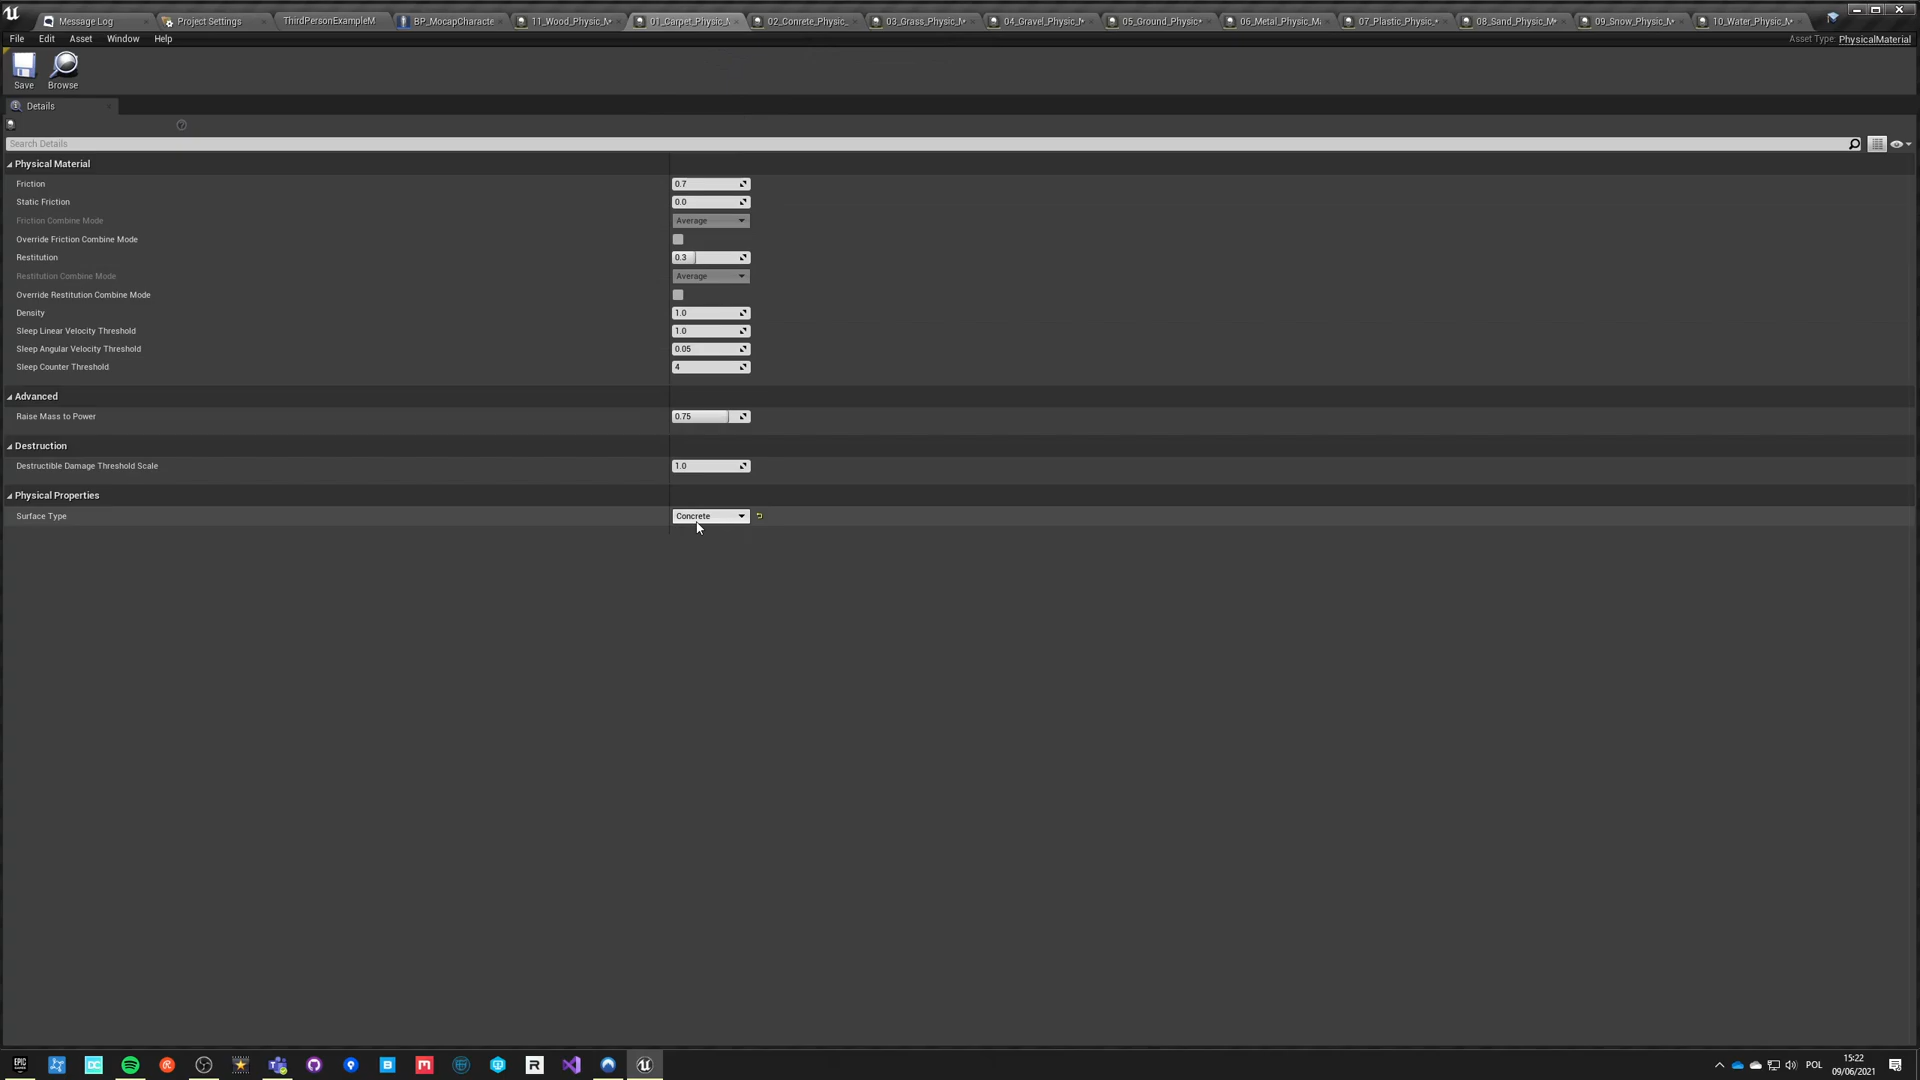 Message Log
Project Settings
ThirdPersonExampleM
BP_MocapCharacte
11_Wood_Physic_M
01_Carpet_Physic_M
02_Conrete_Physic_
03_Grass_Physic_M
04_Gravel_Physic_M
05_Ground_Physic
06_Metal_Physic_M
07_Plastic_Physic_
08_Sand_Physic_M
09_Snow_Physic_M
10_Water_Physic_M
File Edit Asset Window Help
Asset Type: PhysicalMaterial
Save Browse
Details
Search Details
Physical Material
Friction 0.7
Static Friction 0.0
Friction Combine Mode Average
Override Friction Combine Mode
Restitution 0.3
Restitution Combine Mode Average
Override Restitution Combine Mode
Density 1.0
Sleep Linear Velocity Threshold 1.0
Sleep Angular Velocity Threshold 0.05
Sleep Counter Threshold 4
Advanced
Raise Mass to Power 0.75
Destruction
Destructible Damage Threshold Scale 1.0
Physical Properties
Surface Type Concrete
POL
15:22
09/06/2021